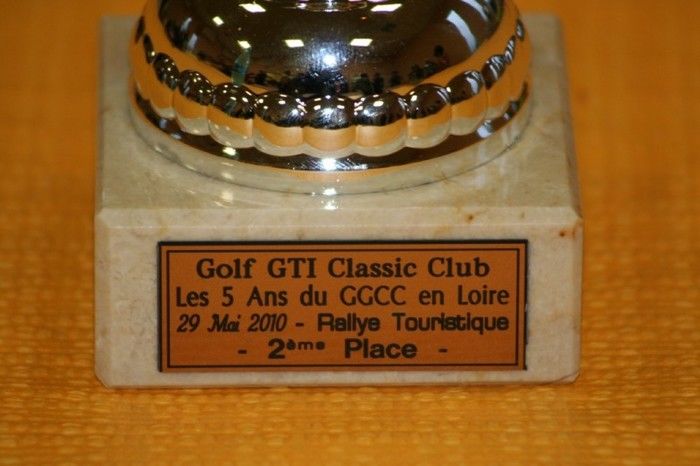 Golf GTI Classic Club
Les 5 Ans du GGCC en Loire
29 Mai 2010 - Rallye Touristique
- 2ème Place -